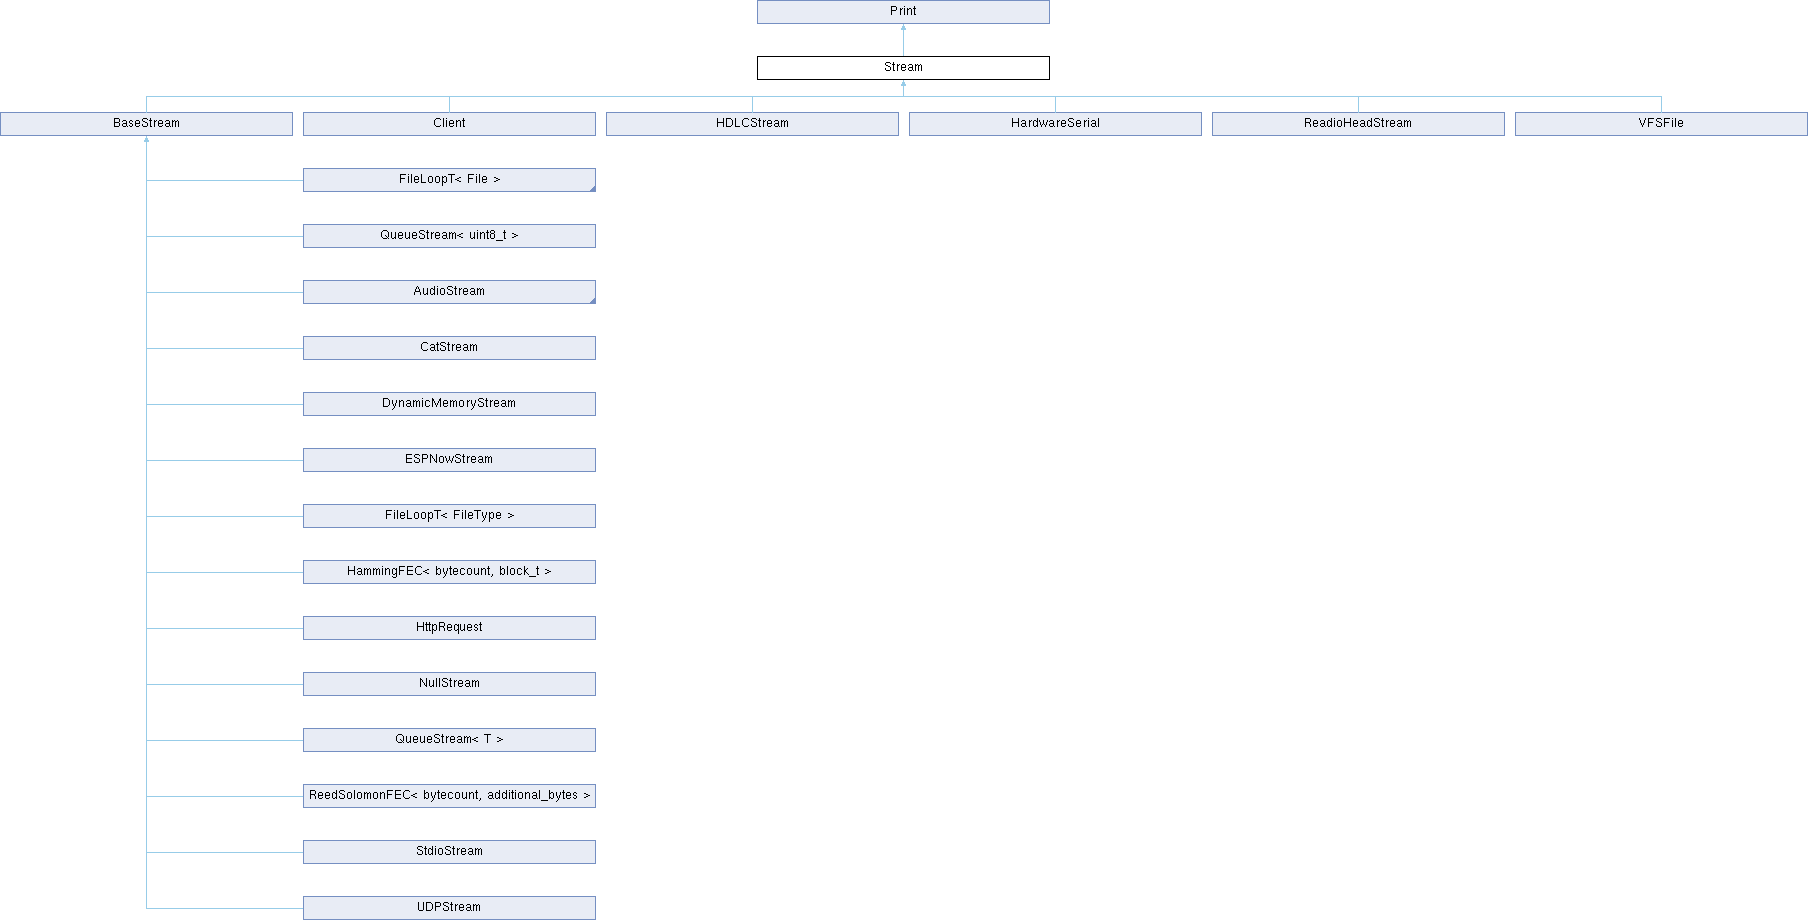 Print
Stream
BaseStream
Client
HDLCStream
HardwareSerial
ReadioHeadStream
VFSFile
FileLoopT< File >
QueueStream< uint8_t >
AudioStream
CatStream
DynamicMemoryStream
ESPNowStream
FileLoopT< FileType >
HammingFEC< bytecount, block_t >
HttpRequest
NullStream
QueueStream< T >
ReedSolomonFEC< bytecount, additional_bytes >
StdioStream
UDPStream